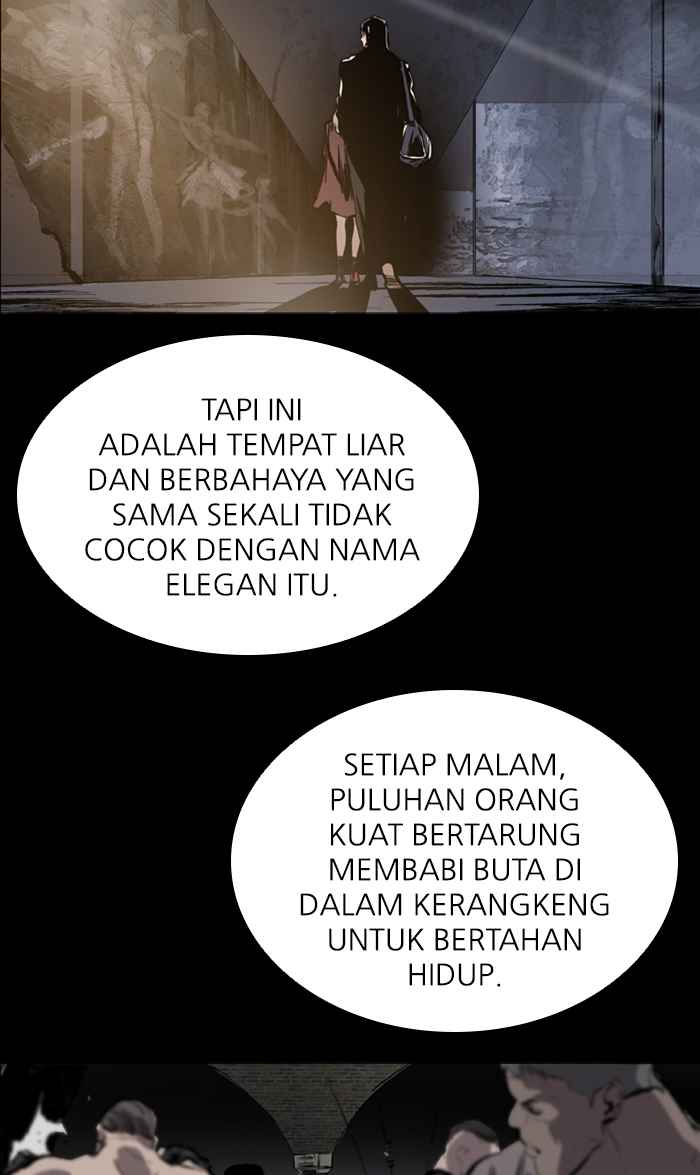 TAPI INI
ADALAH TEMPAT LIAR
DAN BERBAHAYA YANG
SAMA SEKALI TIDAK
COCOK DENGAN NAMA
ELEGAN ITU.
SETIAP MALAM,
PULUHAN ORANG
KUAT BERTARUNG
MEMBABI BUTA DI
DALAM KERANGKENG
UNTUK BERTAHAN
HIDUP.